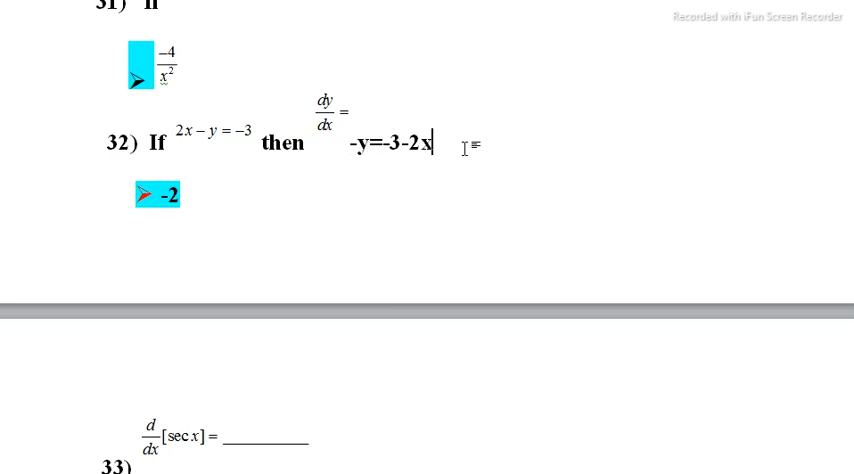 Recorded with iFun Screen Recorder
31) If
-4/x²
32) If 2x - y = -3 then dy/dx = -y=-3-2x
-2
33) d/dx [sec x] = __________